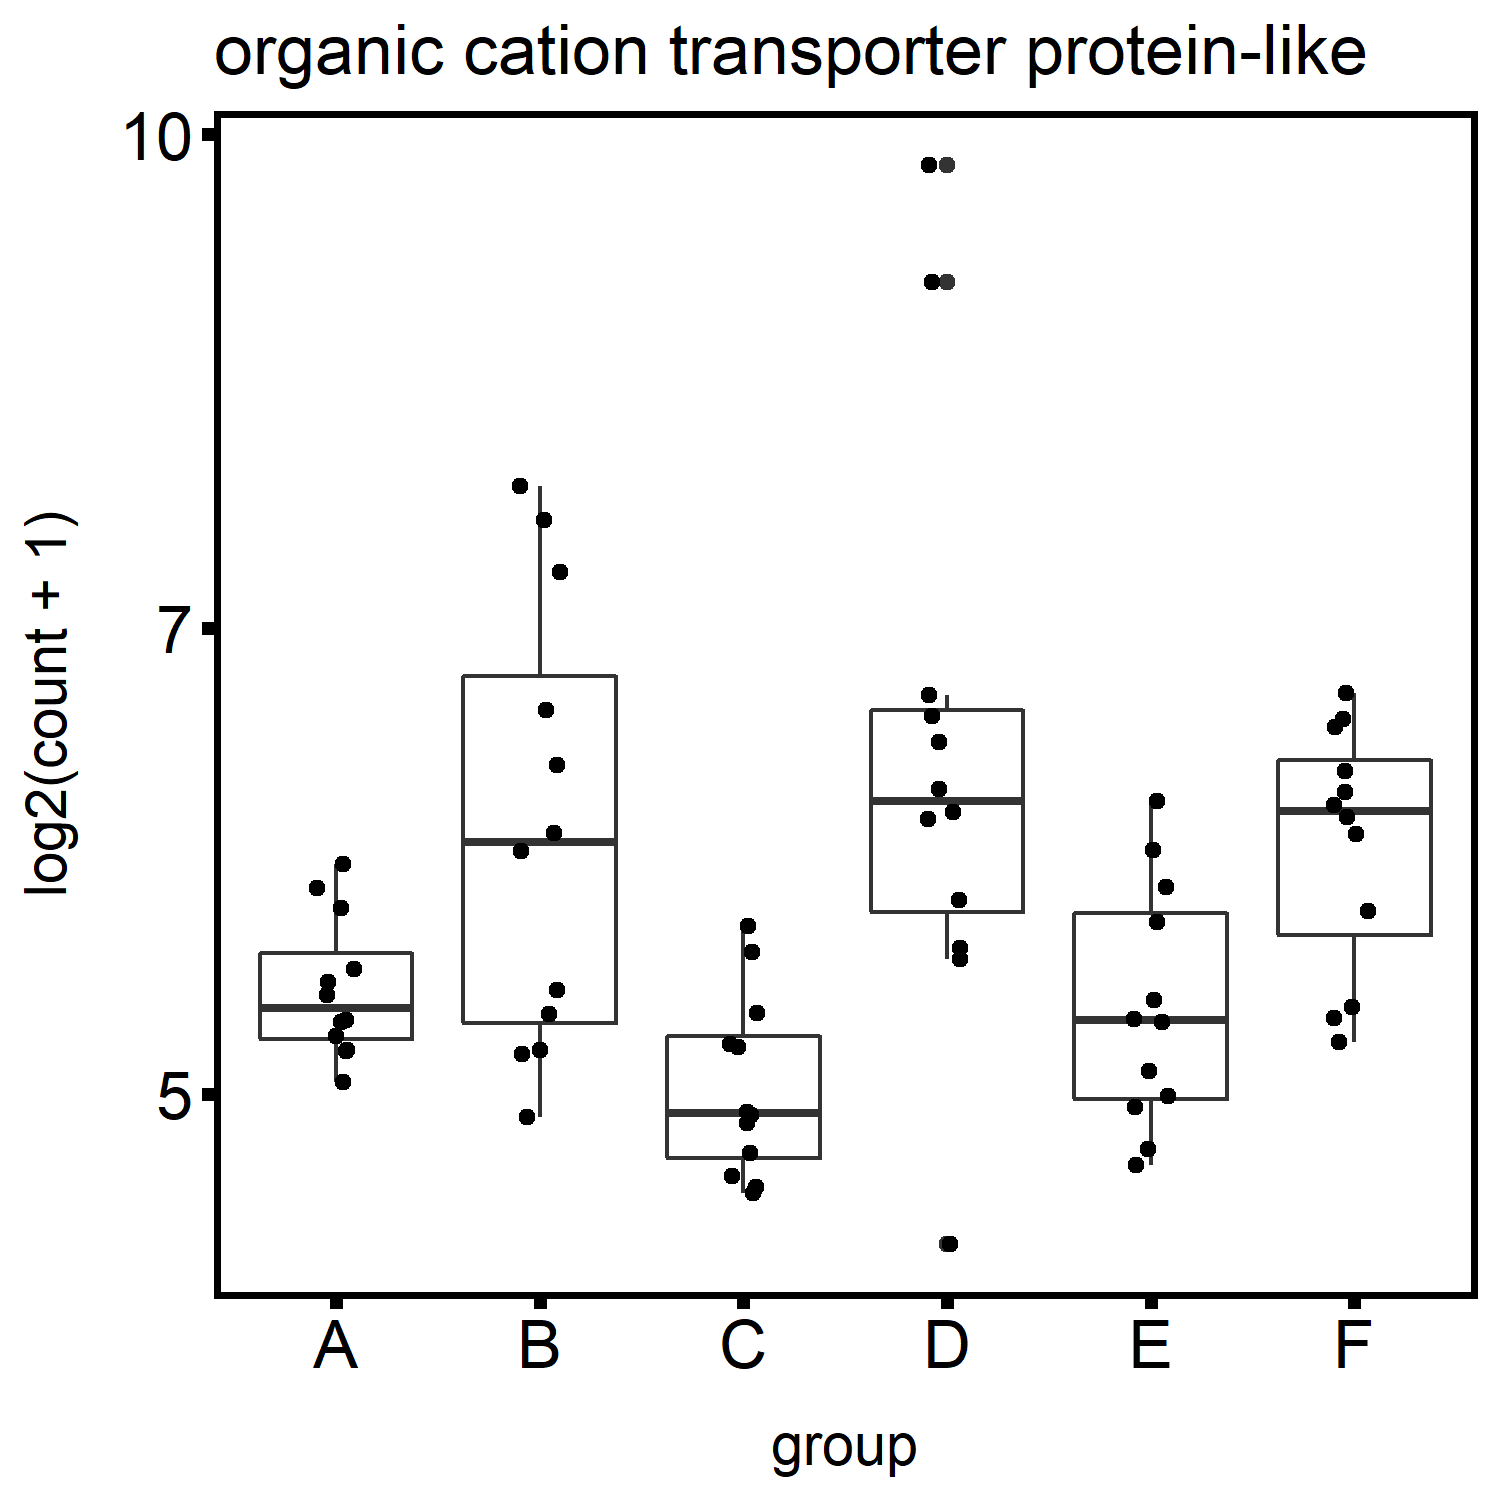 organic cation transporter protein-like
10
7
5
log2(count + 1)
A B C D E F
group